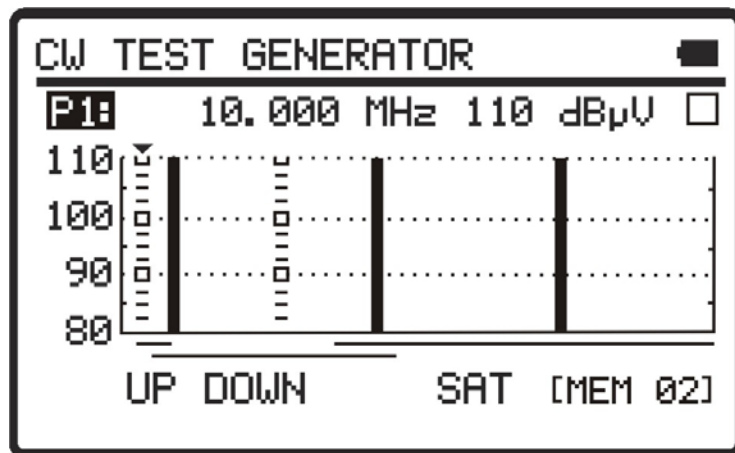 CW TEST GENERATOR
P1: 10.000 MHz 110 dBµV
110
100
90
80
UP DOWN SAT [MEM 02]